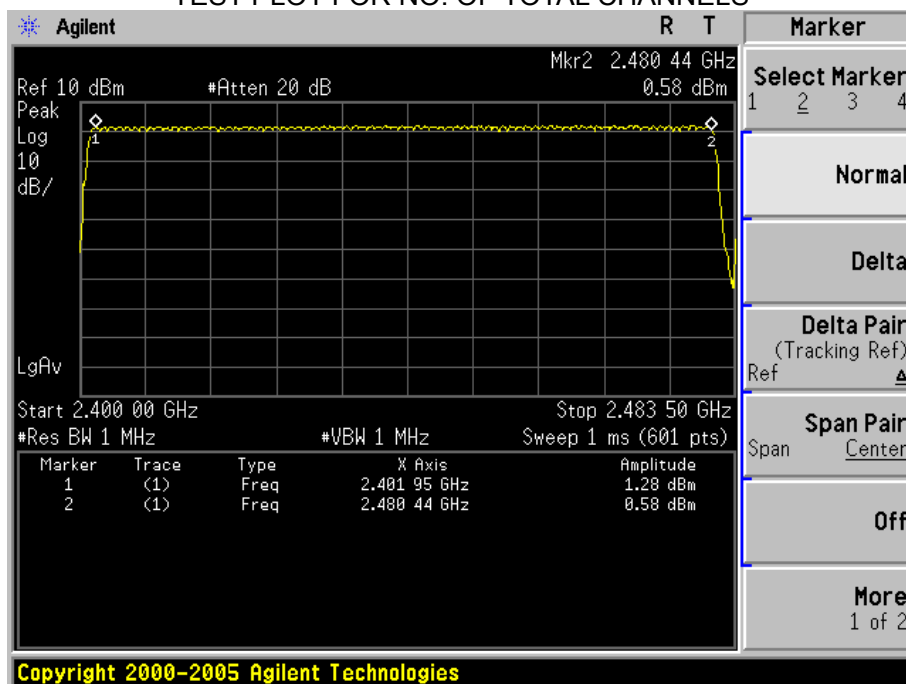 TEST PLOT FOR NO. OF TOTAL CHANNELS
Agilent R T
Mkr2 2.480 44 GHz
Ref 10 dBm #Atten 20 dB 0.58 dBm
Peak
Log
10
dB/
1
2
LgAv
Start 2.400 00 GHz Stop 2.483 50 GHz
#Res BW 1 MHz #VBW 1 MHz Sweep 1 ms (601 pts)
Marker Trace Type X Axis Amplitude
1 (1) Freq 2.401 95 GHz 1.28 dBm
2 (1) Freq 2.480 44 GHz 0.58 dBm
Copyright 2000-2005 Agilent Technologies
Marker
Select Marker
1 2 3 4
Normal
Delta
Delta Pair
(Tracking Ref)
Ref Δ
Span Pair
Span Center
Off
More
1 of 2